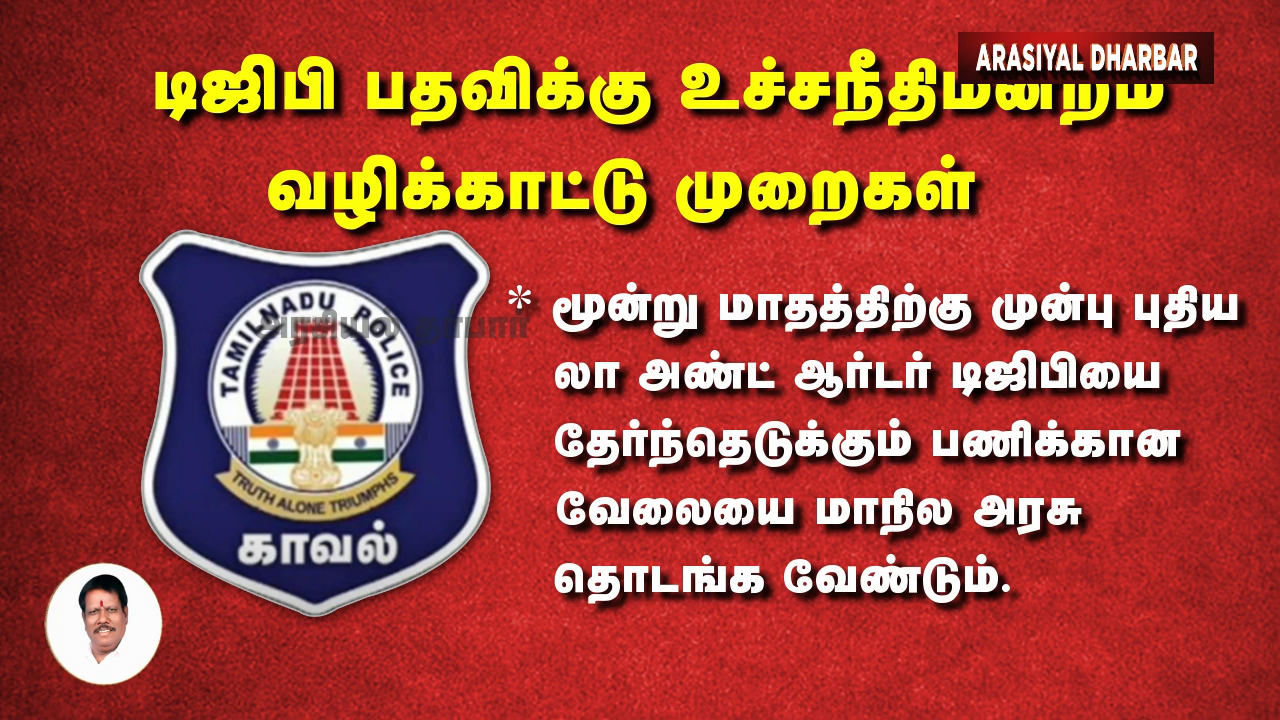 ARASIYAL DHARBAR
டிஜிபி பதவிக்கு உச்சநீதிமன்றம்
வழிக்காட்டு முறைகள்
TAMILNADU POLICE
TRUTH ALONE TRIUMPHS
காவல்
* மூன்று மாதத்திற்கு முன்பு புதிய
லா அண்ட் ஆர்டர் டிஜிபியை
தேர்ந்தெடுக்கும் பணிக்கான
வேலையை மாநில அரசு
தொடங்க வேண்டும்.